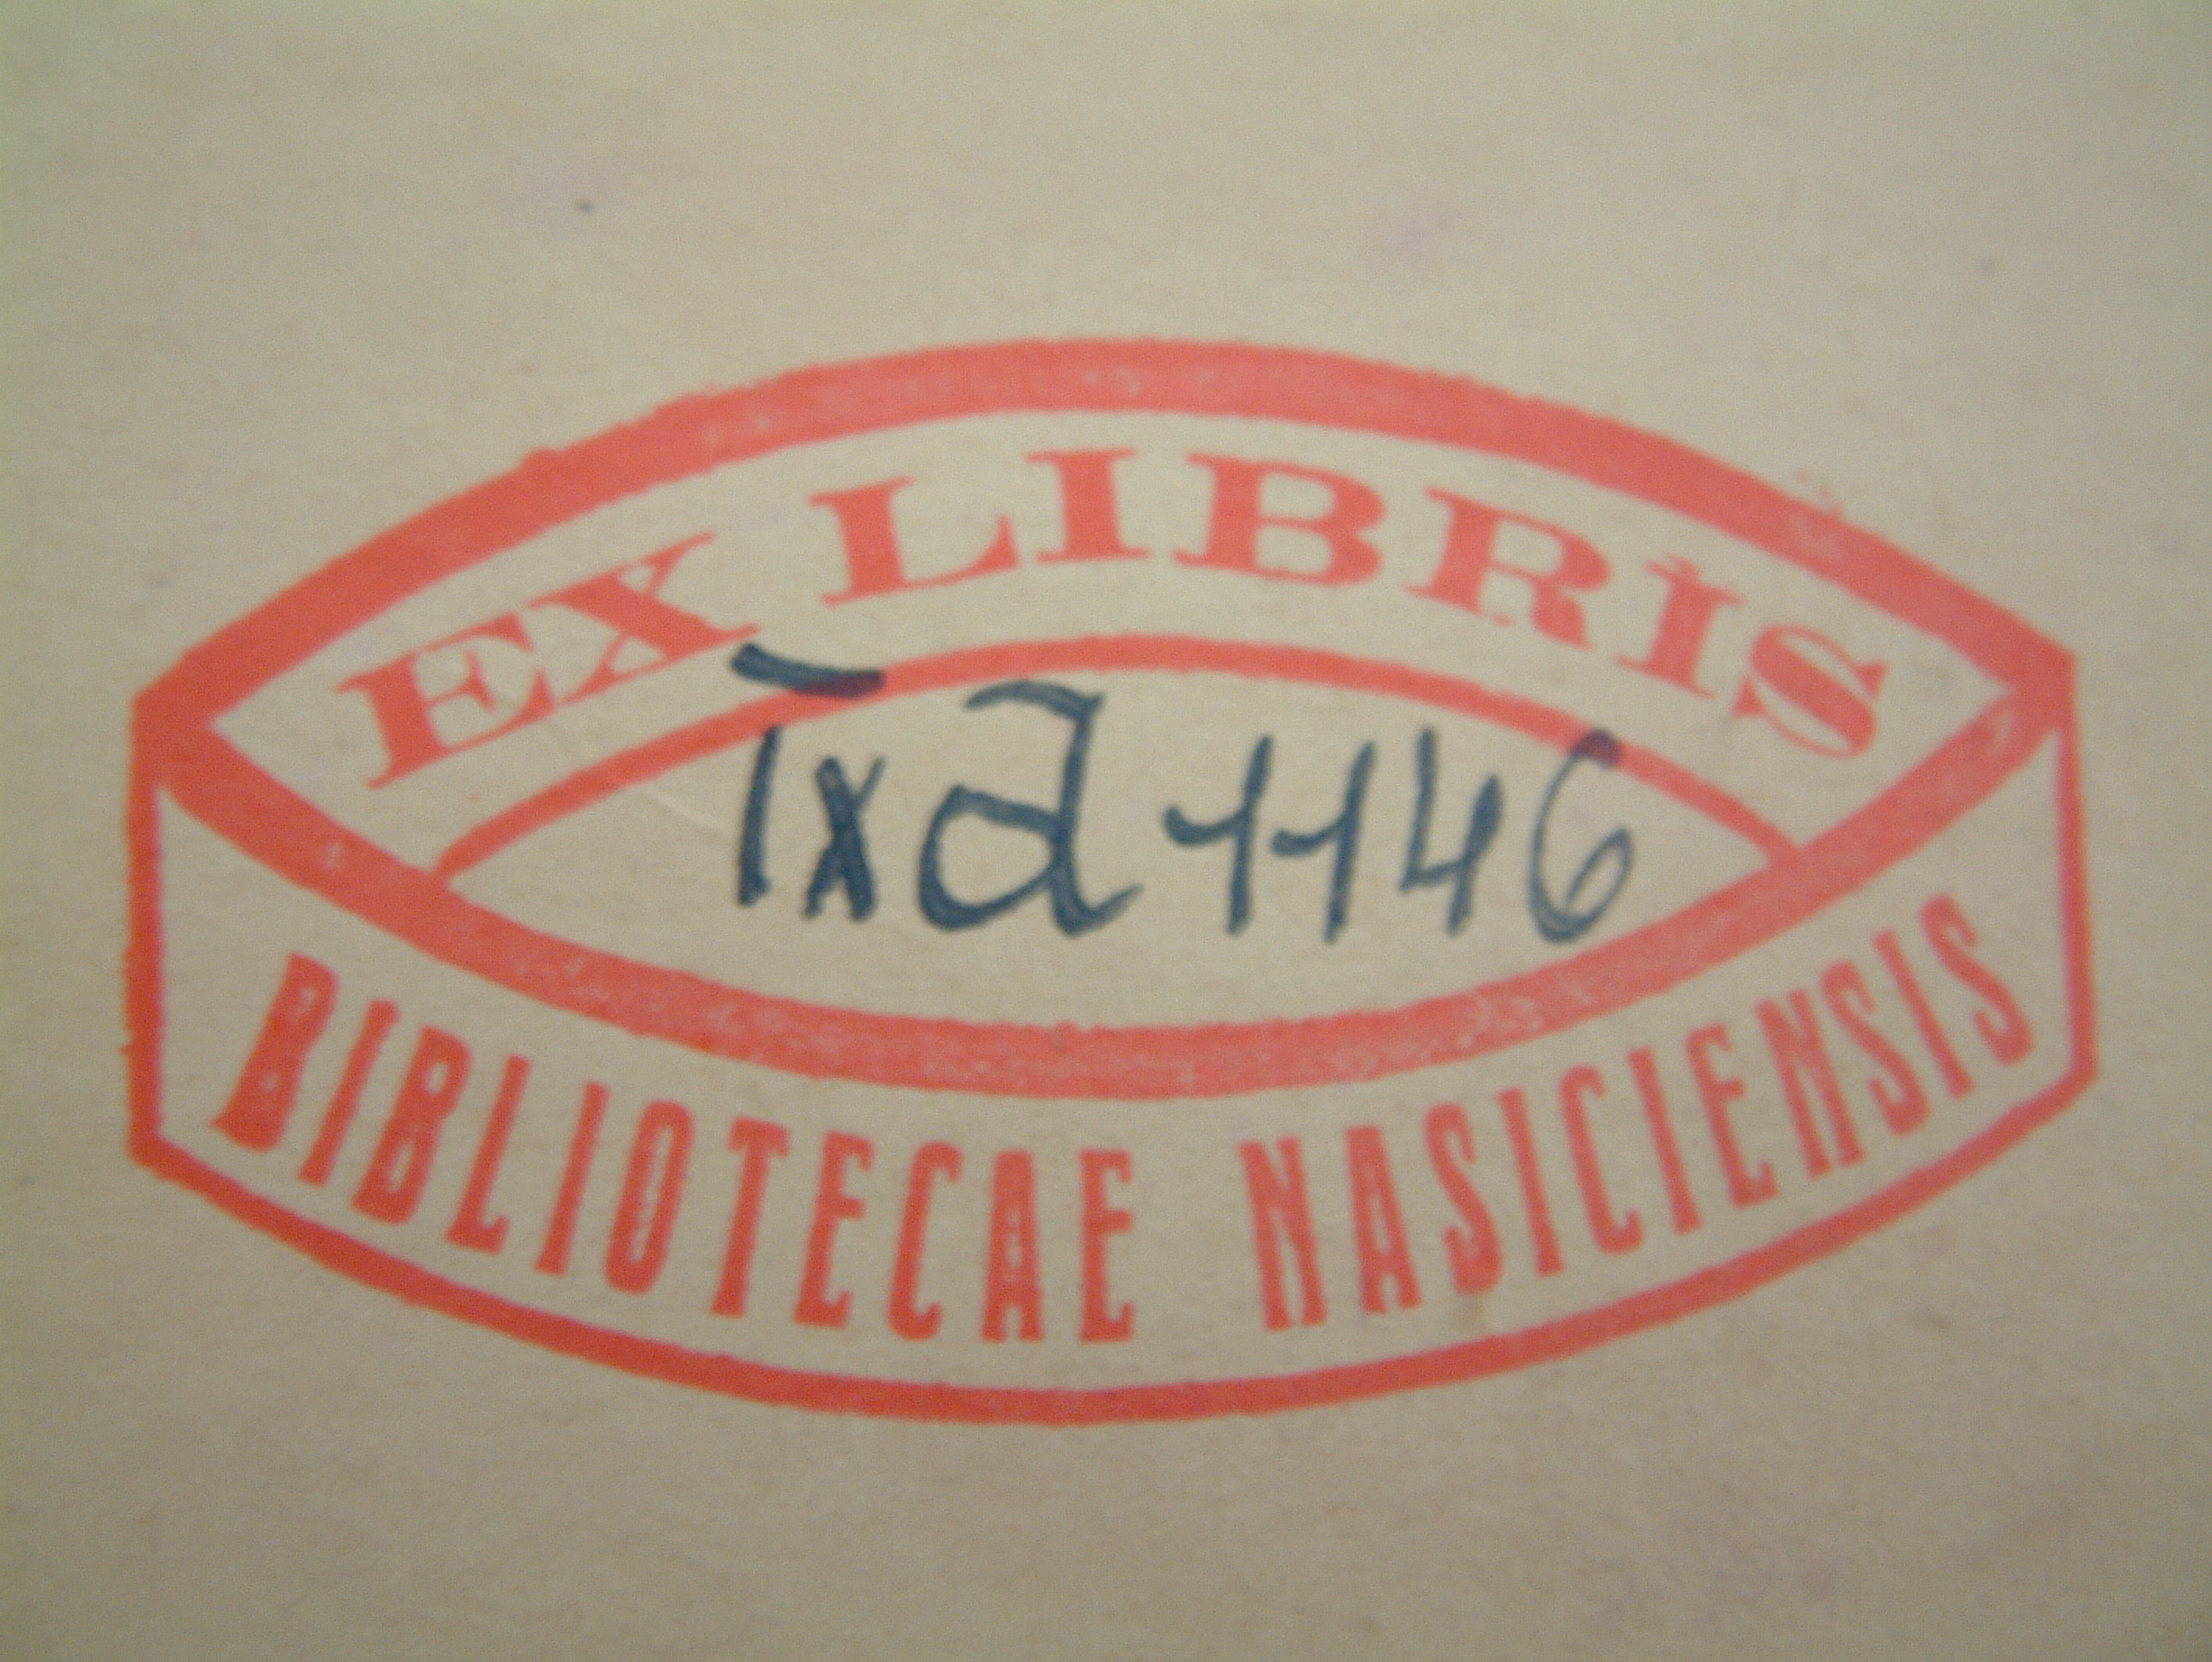 EX LIBRIS
Ixa 1146
BIBLIOTECAE NASICIENSIS